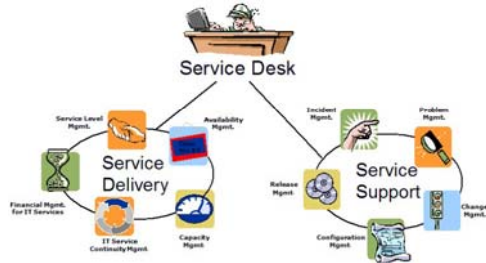 Service Desk
Service Level
Mgmt.
Availability
Mgmt.
Service
Delivery
Financial Mgmt.
for IT Services
IT Service
Continuity Mgmt.
Capacity
Mgmt
Incident
Mgmt.
Problem
Mgmt.
Release
Mgmt
Service
Support
Change
Mgmt
Configuration
Mgmt